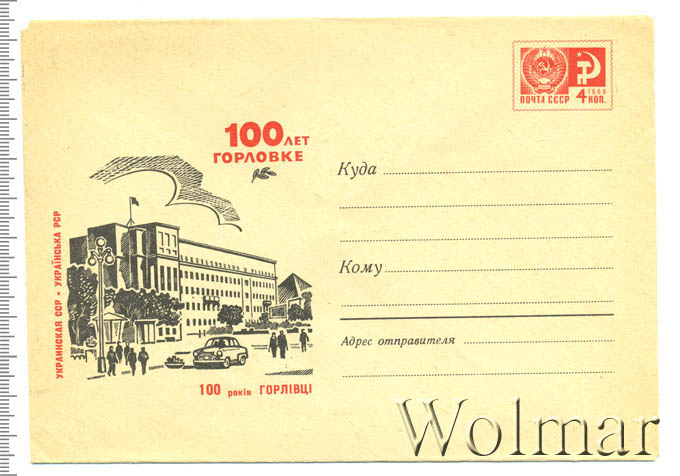 ПОЧТА СССР
1966
4 КОП.
100 ЛЕТ
ГОРЛОВКЕ
УКРАИНСКАЯ ССР • УКРАЇНСЬКА РСР
100 років ГОРЛІВЦІ
Куда
Кому
Адрес отправителя
Wolmar